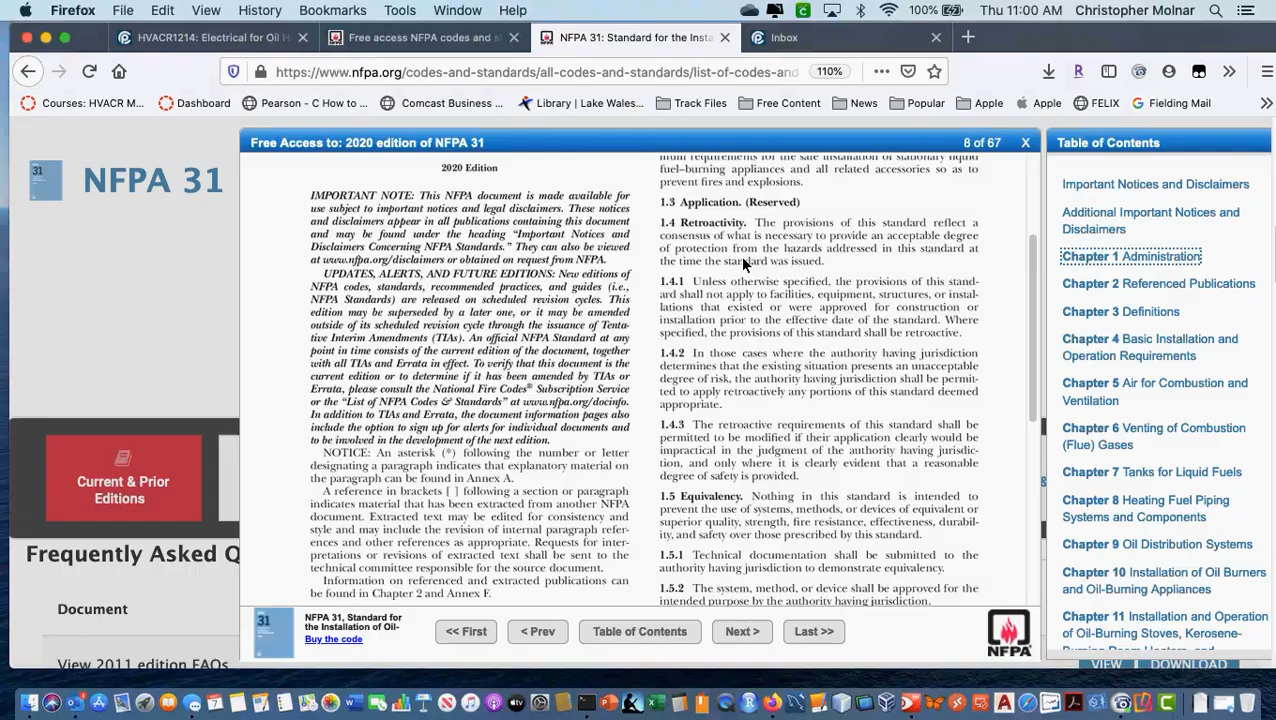 Firefox File Edit View History Bookmarks Tools Window Help 100% Thu 11:00 AM Christopher Molnar
HVACR1214: Electrical for Oil H
Free access NFPA codes and s
NFPA 31: Standard for the Insta
Inbox
https://www.nfpa.org/codes-and-standards/all-codes-and-standards/list-of-codes-and 110%
Courses: HVACR M... Dashboard Pearson - C How to ... Comcast Business ... Library | Lake Wales... Track Files Free Content News Popular Apple Apple FELIX Fielding Mail
NFPA 31
Current & Prior
Editions
Frequently Asked Q
Document
View 2011 edition FAQs
VIEW DOWNLOAD
Free Access to: 2020 edition of NFPA 31 8 of 67 X
2020 Edition
IMPORTANT NOTE: This NFPA document is made available for
use subject to important notices and legal disclaimers. These notices
and disclaimers appear in all publications containing this document
and may be found under the heading “Important Notices and
Disclaimers Concerning NFPA Standards.” They can also be viewed
at www.nfpa.org/disclaimers or obtained on request from NFPA.
UPDATES, ALERTS, AND FUTURE EDITIONS: New editions of
NFPA codes, standards, recommended practices, and guides (i.e.,
NFPA Standards) are released on scheduled revision cycles. This
edition may be superseded by a later one, or it may be amended
outside of its scheduled revision cycle through the issuance of Tenta-
tive Interim Amendments (TIAs). An official NFPA Standard at any
point in time consists of the current edition of the document, together
with all TIAs and Errata in effect. To verify that this document is the
current edition or to determine if it has been amended by TIAs or
Errata, please consult the National Fire Codes® Subscription Service
or the “List of NFPA Codes & Standards” at www.nfpa.org/docinfo.
In addition to TIAs and Errata, the document information pages also
include the option to sign up for alerts for individual documents and
to be involved in the development of the next edition.
NOTICE: An asterisk (*) following the number or letter
designating a paragraph indicates that explanatory material on
the paragraph can be found in Annex A.
A reference in brackets [ ] following a section or paragraph
indicates material that has been extracted from another NFPA
document. Extracted text may be edited for consistency and
style and may include the revision of internal paragraph refer-
ences and other references as appropriate. Requests for inter-
pretations or revisions of extracted text shall be sent to the
technical committee responsible for the source document.
Information on referenced and extracted publications can
be found in Chapter 2 and Annex F.
mum requirements for the safe installation of stationary liquid
fuel–burning appliances and all related accessories so as to
prevent fires and explosions.
1.3 Application. (Reserved)
1.4 Retroactivity. The provisions of this standard reflect a
consensus of what is necessary to provide an acceptable degree
of protection from the hazards addressed in this standard at
the time the standard was issued.
1.4.1 Unless otherwise specified, the provisions of this stand-
ard shall not apply to facilities, equipment, structures, or instal-
lations that existed or were approved for construction or
installation prior to the effective date of the standard. Where
specified, the provisions of this standard shall be retroactive.
1.4.2 In those cases where the authority having jurisdiction
determines that the existing situation presents an unacceptable
degree of risk, the authority having jurisdiction shall be permit-
ted to apply retroactively any portions of this standard deemed
appropriate.
1.4.3 The retroactive requirements of this standard shall be
permitted to be modified if their application clearly would be
impractical in the judgment of the authority having jurisdic-
tion, and only where it is clearly evident that a reasonable
degree of safety is provided.
1.5 Equivalency. Nothing in this standard is intended to
prevent the use of systems, methods, or devices of equivalent or
superior quality, strength, fire resistance, effectiveness, durabil-
ity, and safety over those prescribed by this standard.
1.5.1 Technical documentation shall be submitted to the
authority having jurisdiction to demonstrate equivalency.
1.5.2 The system, method, or device shall be approved for the
intended purpose by the authority having jurisdiction.
31
NFPA 31, Standard for
the Installation of Oil-
Buy the code
<< First
< Prev
Table of Contents
Next >
Last >>
NFPA
Table of Contents
Important Notices and Disclaimers
Additional Important Notices and
Disclaimers
Chapter 1 Administration
Chapter 2 Referenced Publications
Chapter 3 Definitions
Chapter 4 Basic Installation and
Operation Requirements
Chapter 5 Air for Combustion and
Ventilation
Chapter 6 Venting of Combustion
(Flue) Gases
Chapter 7 Tanks for Liquid Fuels
Chapter 8 Heating Fuel Piping
Systems and Components
Chapter 9 Oil Distribution Systems
Chapter 10 Installation of Oil Burners
and Oil-Burning Appliances
Chapter 11 Installation and Operation
of Oil-Burning Stoves, Kerosene-
Burning Room Heaters, and